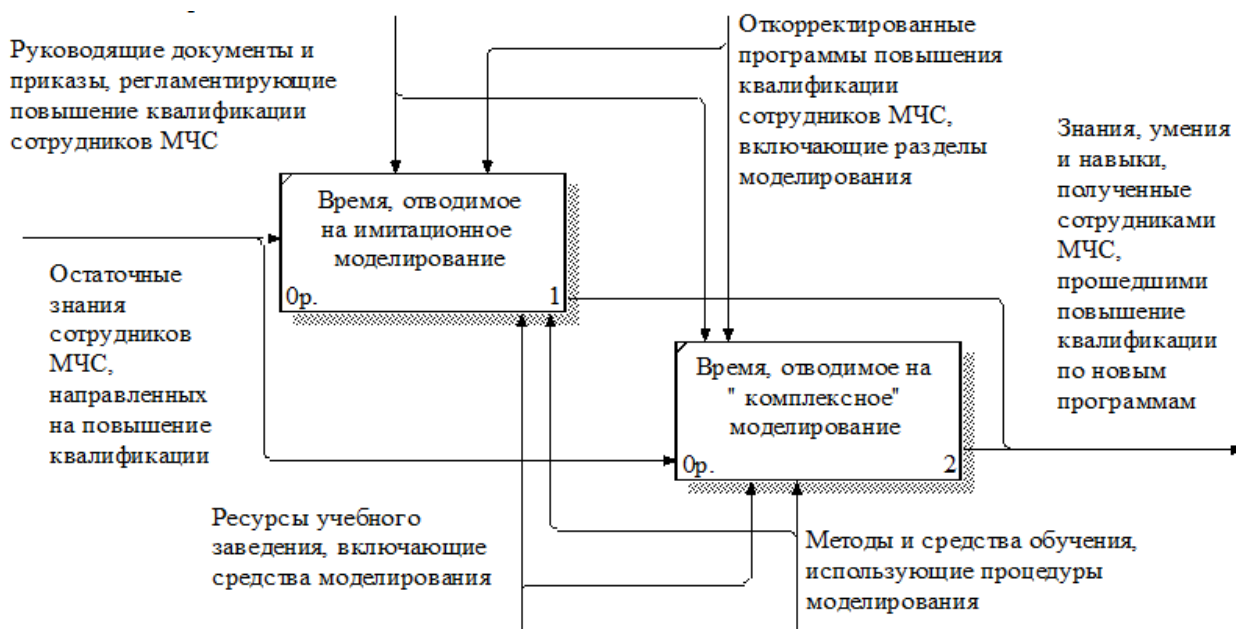 Руководящие документы и
приказы, регламентирующие
повышение квалификации
сотрудников МЧС
Откорректированные
программы повышения
квалификации
сотрудников МЧС,
включающие разделы
моделирования
Знания, умения
и навыки,
полученные
сотрудниками
МЧС,
прошедшими
повышение
квалификации
по новым
программам
Время, отводимое
на имитационное
моделирование
0р. 1
Остаточные
знания
сотрудников
МЧС,
направленных
на повышение
квалификации
Время, отводимое на
" комплексное"
моделирование
0р. 2
Ресурсы учебного
заведения, включающие
средства моделирования
Методы и средства обучения,
использующие процедуры
моделирования